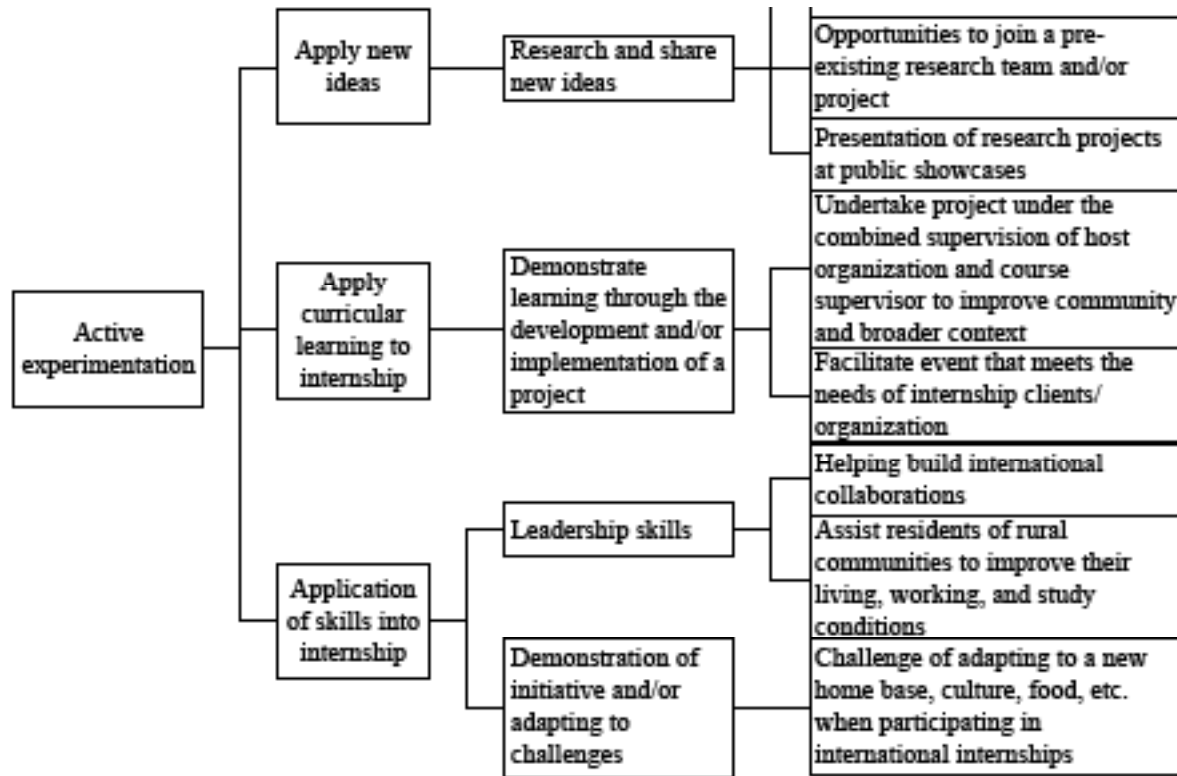 Apply new
ideas
Research and share
new ideas
Opportunities to join a pre-
existing research team and/or
project
Presentation of research projects
at public showcases
Active
experimentation
Apply
curricular
learning to
internship
Demonstrate
learning through the
development and/or
implementation of a
project
Undertake project under the
combined supervision of host
organization and course
supervisor to improve community
and broader context
Facilitate event that meets the
needs of internship clients/
organization
Application
of skills into
internship
Leadership skills
Helping build international
collaborations
Assist residents of rural
communities to improve their
living, working, and study
conditions
Demonstration of
initiative and/or
adapting to
challenges
Challenge of adapting to a new
home base, culture, food, etc.
when participating in
international internships